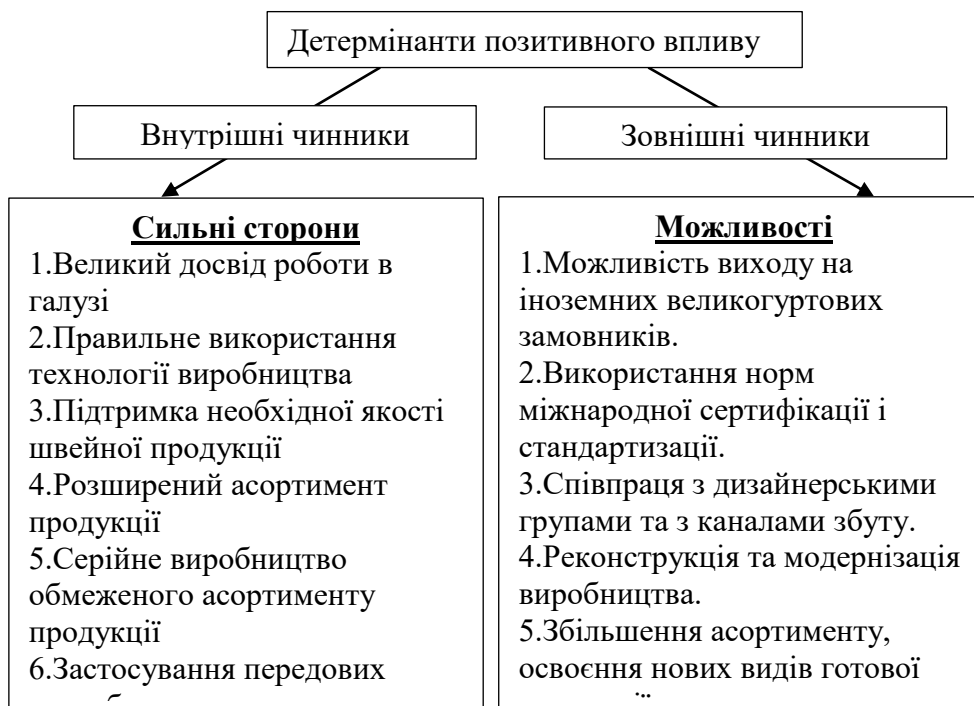 Детермінанти позитивного впливу
Внутрішні чинники
Зовнішні чинники
Сильні сторони
1.Великий досвід роботи в
галузі
2.Правильне використання
технології виробництва
3.Підтримка необхідної якості
швейної продукції
4.Розширений асортимент
продукції
5.Серійне виробництво
обмеженого асортименту
продукції
6.Застосування передових
Можливості
1.Можливість виходу на
іноземних великогуртових
замовників.
2.Використання норм
міжнародної сертифікації і
стандартизації.
3.Співпраця з дизайнерськими
групами та з каналами збуту.
4.Реконструкція та модернізація
виробництва.
5.Збільшення асортименту,
освоєння нових видів готової